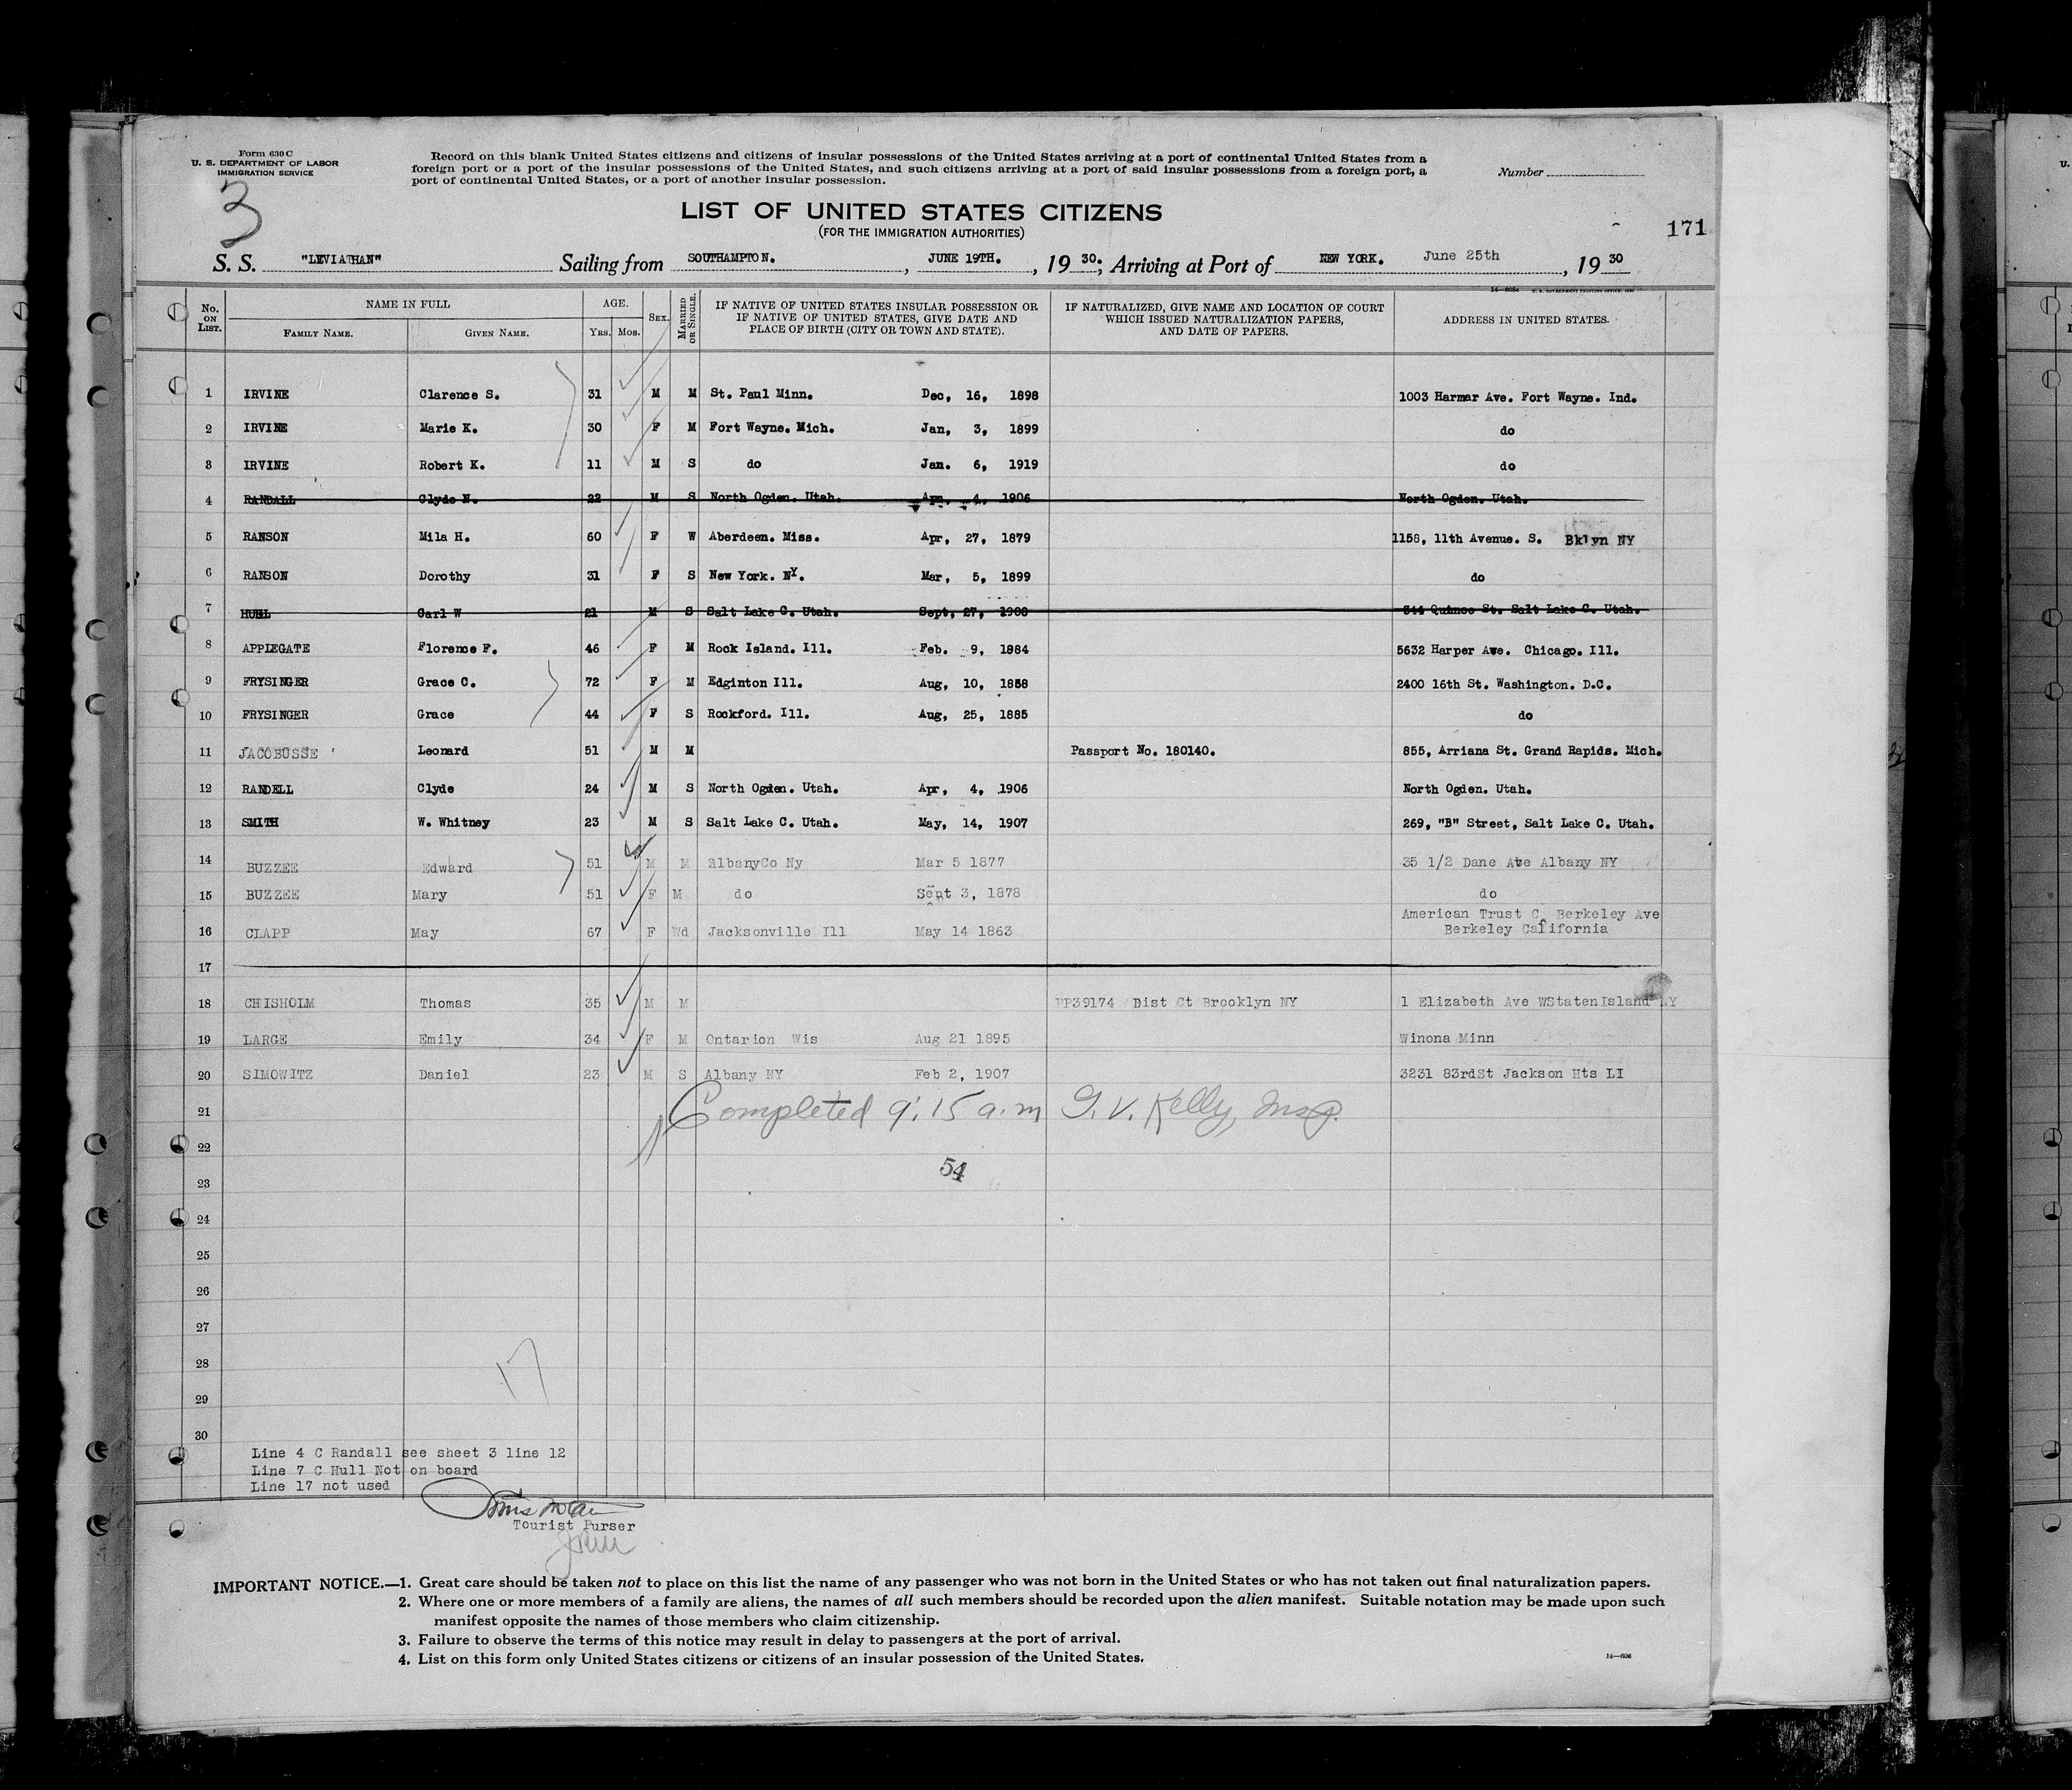 Form 630 C
U. S. DEPARTMENT OF LABOR
IMMIGRATION SERVICE
3
Record on this blank United States citizens and citizens of insular possessions of the United States arriving at a port of continental United States from a
foreign port or a port of the insular possessions of the United States, and such citizens arriving at a port of said insular possessions from a foreign port, a
port of continental United States, or a port of another insular possession.
Number
LIST OF UNITED STATES CITIZENS
(FOR THE IMMIGRATION AUTHORITIES)
171
S. S. "LEVIATHAN" Sailing from SOUTHAMPTON. , JUNE 19TH. , 19 30; Arriving at Port of NEW YORK. June 25th , 19 30
No. ON LIST. NAME IN FULL FAMILY NAME. GIVEN NAME. AGE. YRS. MOS. SEX. MARRIED OR SINGLE. IF NATIVE OF UNITED STATES INSULAR POSSESSION OR IF NATIVE OF UNITED STATES, GIVE DATE AND PLACE OF BIRTH (CITY OR TOWN AND STATE). IF NATURALIZED, GIVE NAME AND LOCATION OF COURT WHICH ISSUED NATURALIZATION PAPERS, AND DATE OF PAPERS. ADDRESS IN UNITED STATES.
1 IRVINE Clarence S. 31 M M St. Paul Minn. Dec, 16, 1898 1003 Harmar Ave. Fort Wayne. Ind.
2 IRVINE Marie K. 30 F M Fort Wayne. Mich. Jan, 3, 1899 do
3 IRVINE Robert K. 11 M S do Jan. 6, 1919 do
4 RANDALL Clyde N. 22 M S North Ogden. Utah. Apr, 4, 1906 North Ogden. Utah.
5 RANSON Mila H. 60 F W Aberdeen. Miss. Apr, 27, 1879 1158, 11th Avenue. S. Bklyn NY
6 RANSON Dorothy 31 F S New York. NY. Mar, 5, 1899 do
7 HULL Carl W 21 M S Salt Lake C. Utah. Sept, 27, 1908 344 Quince St. Salt Lake C. Utah.
8 APPLEGATE Florence F. 46 F M Rock Island. Ill. Feb. 9, 1884 5632 Harper Ave. Chicago. Ill.
9 FRYSINGER Grace C. 72 F M Edginton Ill. Aug, 10, 1858 2400 16th St. Washington. D.C.
10 FRYSINGER Grace 44 F S Rockford. Ill. Aug, 25, 1885 do
11 JACOBUSSE Leonard 51 M M Passport No. 180140. 855, Arriana St. Grand Rapids. Mich.
12 RANDELL Clyde 24 M S North Ogden. Utah. Apr, 4, 1906 North Ogden. Utah.
13 SMITH W. Whitney 23 M S Salt Lake C. Utah. May, 14, 1907 269, "B" Street, Salt Lake C. Utah.
14 BUZZEE Edward 51 M M AlbanyCo Ny Mar 5 1877 35 1/2 Dane Ave Albany NY
15 BUZZEE Mary 51 F M do Sept 3, 1878 do
American Trust C. Berkeley Ave
16 CLAPP May 67 F Wd Jacksonville Ill May 14 1863 Berkeley California
17
18 CHISHOLM Thomas 35 M M PP39174 Dist Ct Brooklyn NY 1 Elizabeth Ave WStatenIsland NY
19 LARGE Emily 34 F M Ontarion Wis Aug 21 1895 Winona Minn
20 SIMOWITZ Daniel 23 M S Albany NY Feb 2, 1907 3231 83rdSt Jackson Hts LI
21 Completed 9:15 a.m G. V. Kelly, Insp.
22
54
23
24
25
26
27
28
17
29
30
Line 4 C Randall see sheet 3 line 12
Line 7 C Hull Not on board
Line 17 not used
Tourist Purser
IMPORTANT NOTICE.—1. Great care should be taken not to place on this list the name of any passenger who was not born in the United States or who has not taken out final naturalization papers.
2. Where one or more members of a family are aliens, the names of all such members should be recorded upon the alien manifest. Suitable notation may be made upon such
manifest opposite the names of those members who claim citizenship.
3. Failure to observe the terms of this notice may result in delay to passengers at the port of arrival.
4. List on this form only United States citizens or citizens of an insular possession of the United States.
14—608